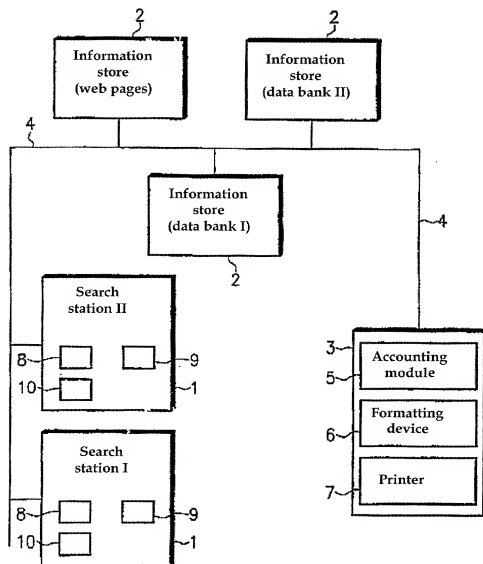 2
2
Information
store
(web pages)
Information
store
(data bank II)
4
Information
store
(data bank I)
4
2
Search
station II
8
9
10
1
3
Accounting
module
5
Formatting
device
6
Printer
7
Search
station I
8
9
10
1